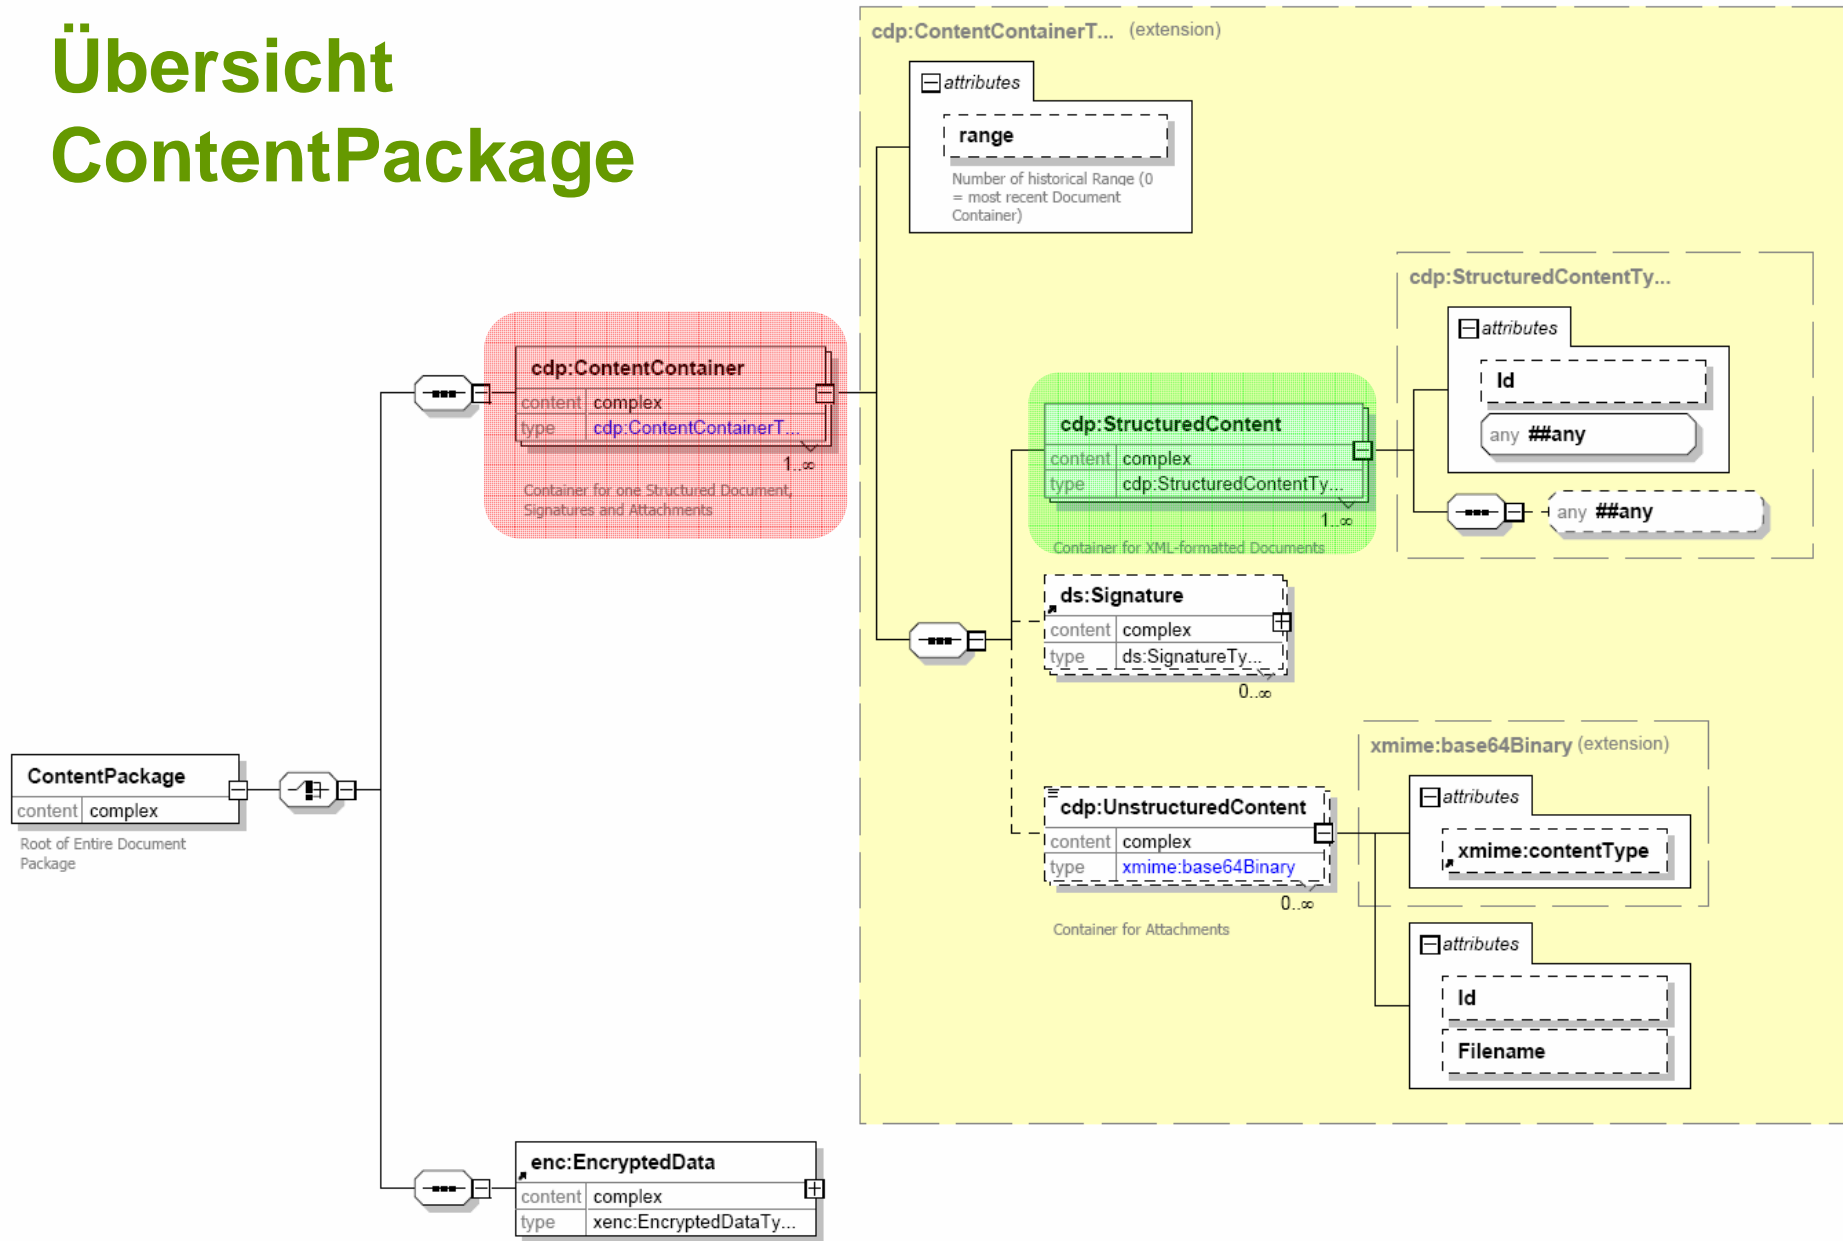 Übersicht
ContentPackage
cdp:ContentContainerT... (extension)
attributes
range
Number of historical Range (0
= most recent Document
Container)
cdp:StructuredContentTy...
attributes
Id
any ##any
any ##any
cdp:ContentContainer
content complex
type cdp:ContentContainerT...
1..∞
Container for one Structured Document,
Signatures and Attachments
cdp:StructuredContent
content complex
type cdp:StructuredContentTy...
1..∞
Container for XML-formatted Documents
ds:Signature
content complex
type ds:SignatureTy...
0..∞
ContentPackage
content complex
Root of Entire Document
Package
cdp:UnstructuredContent
content complex
type xmime:base64Binary
0..∞
Container for Attachments
xmime:base64Binary (extension)
attributes
xmime:contentType
attributes
Id
Filename
enc:EncryptedData
content complex
type xenc:EncryptedDataTy...